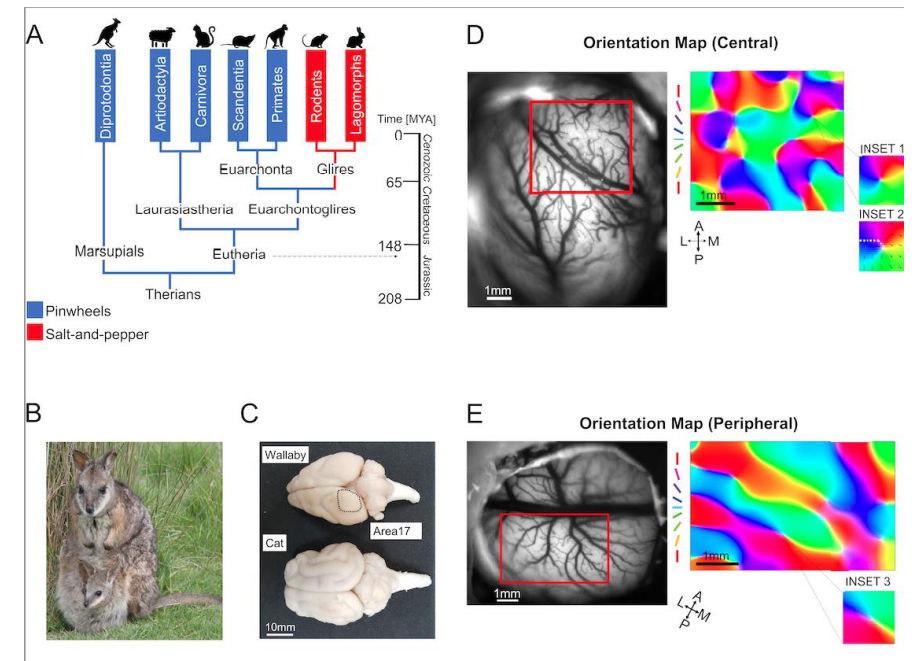 A
Diprotodontia
Artiodactyla
Carnivora
Scandentia
Primates
Rodents
Lagomorphs
Time [MYA]
0
65
148
208
Cenozoic
Cretaceous
Jurassic
Euarchonta
Glires
Laurasiastheria
Euarchontoglires
Marsupials
Eutheria
Therians
Pinwheels
Salt-and-pepper
B
C
Wallaby
Area17
Cat
10mm
D
Orientation Map (Central)
1mm
1mm
A
L M
P
INSET 1
INSET 2
E
Orientation Map (Peripheral)
1mm
1mm
A
L M
P
INSET 3